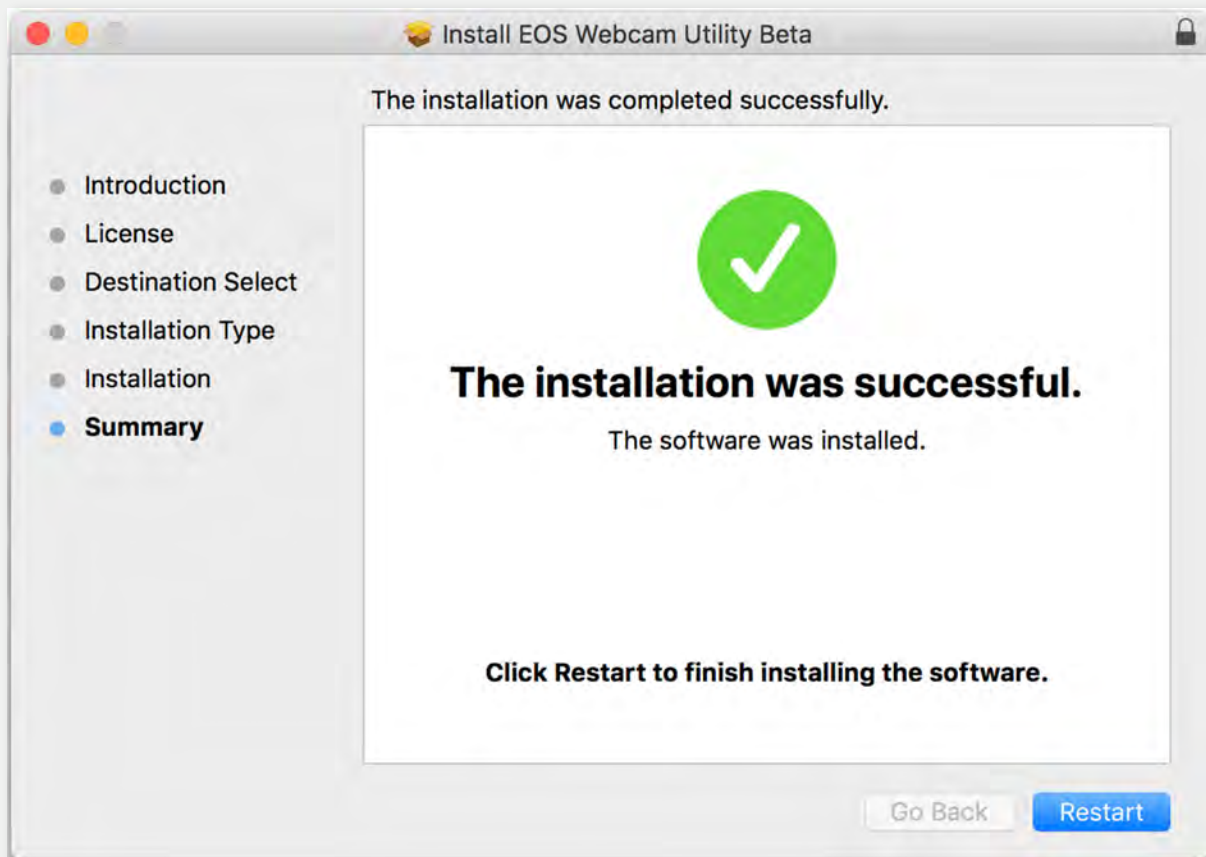 Install EOS Webcam Utility Beta
The installation was completed successfully.
Introduction
License
Destination Select
Installation Type
Installation
Summary
The installation was successful.
The software was installed.
Click Restart to finish installing the software.
Go Back
Restart